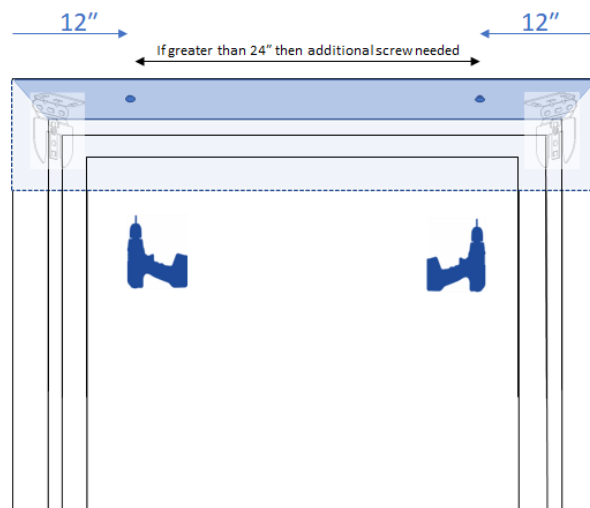 12”
12”
If greater than 24” then additional screw needed